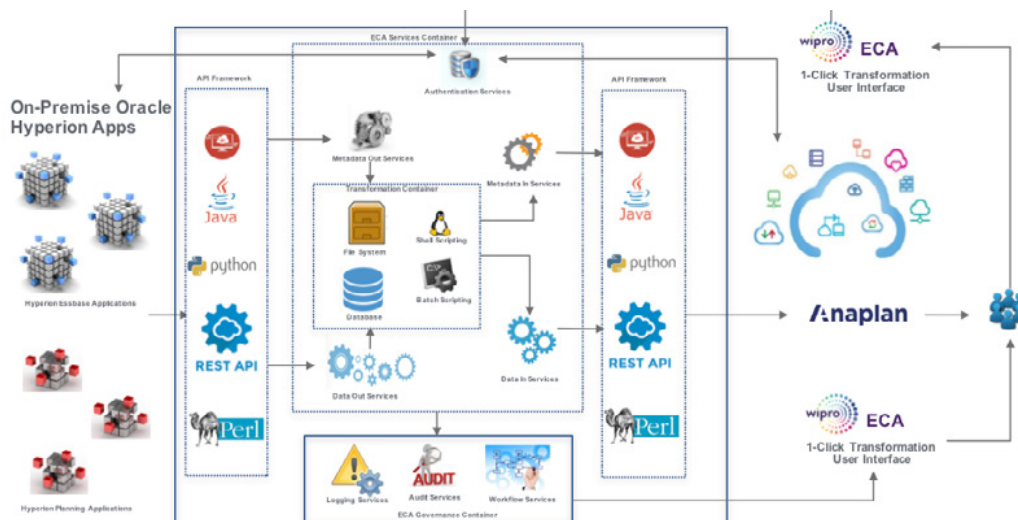 ECA Services Container
wipro ECA
1-Click Transformation
User Interface
Authentication Services
API Framework
API Framework
On-Premise Oracle
Hyperion Apps
Metadata Out Services
Metadata In Services
Java
Java
Transformation Container
File System
Shell Scripting
python
python
Hyperion Essbase Applications
Database
C:\
Batch Scripting
Anaplan
REST API
REST API
Data Out Services
Data In Services
Perl
Perl
wipro ECA
1-Click Transformation
User Interface
AUDIT
Logging Services
Audit Services
Workflow Services
Hyperion Planning Applications
ECA Governance Container